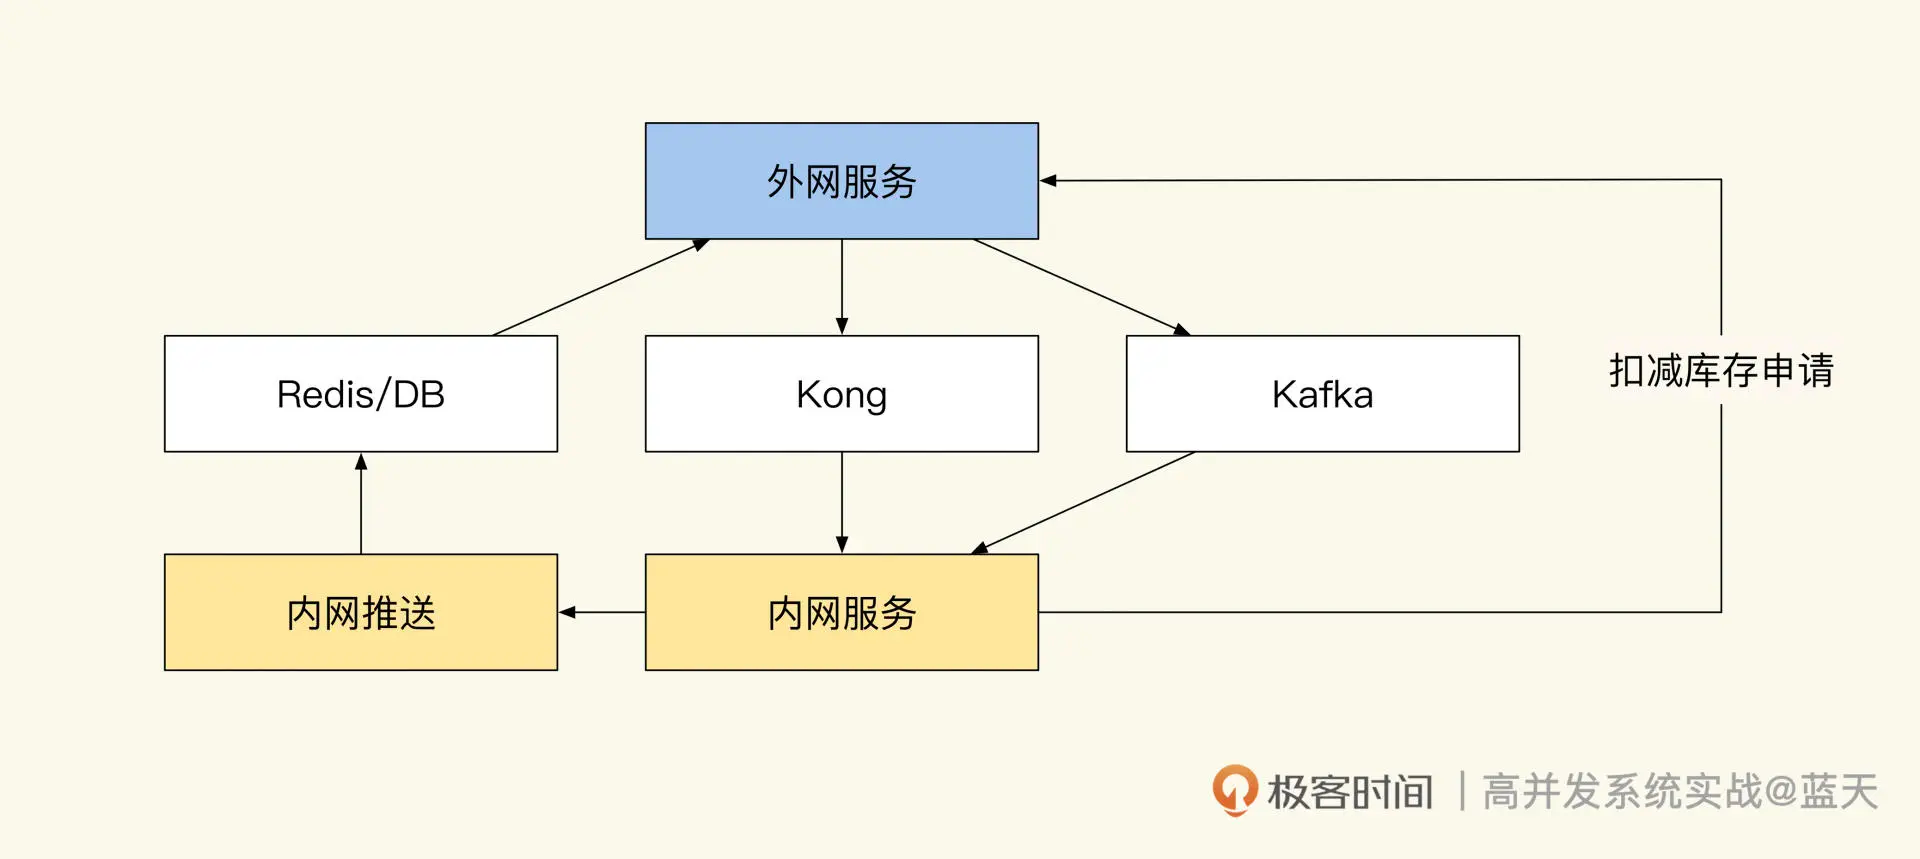 外网服务
Redis/DB
Kong
Kafka
扣减库存申请
内网推送
内网服务
极客时间 | 高并发系统实战@蓝天